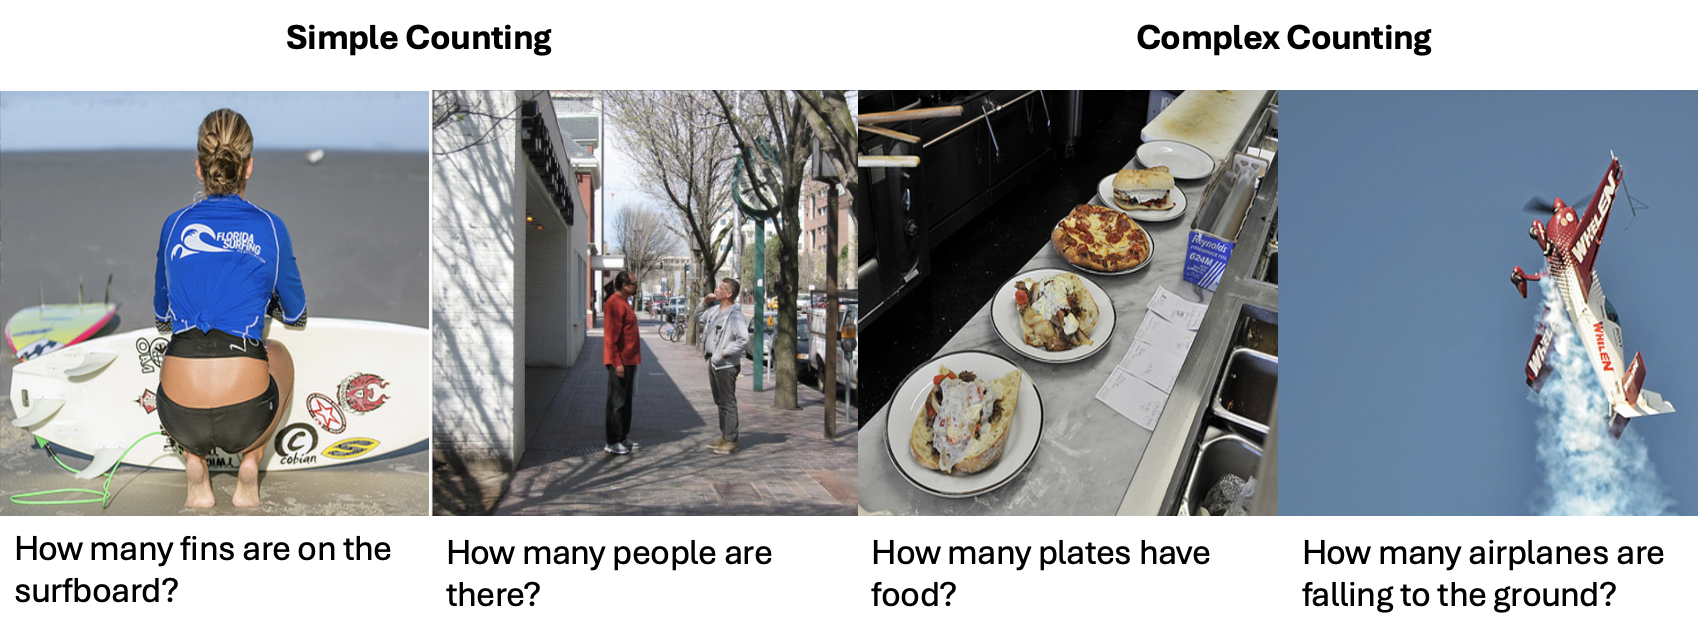 Simple Counting
Complex Counting
FLORIDA
SURFING
cobian
Reynolds
624M
WHELEN
WHELEN
How many fins are on the
surfboard?
How many people are
there?
How many plates have
food?
How many airplanes are
falling to the ground?